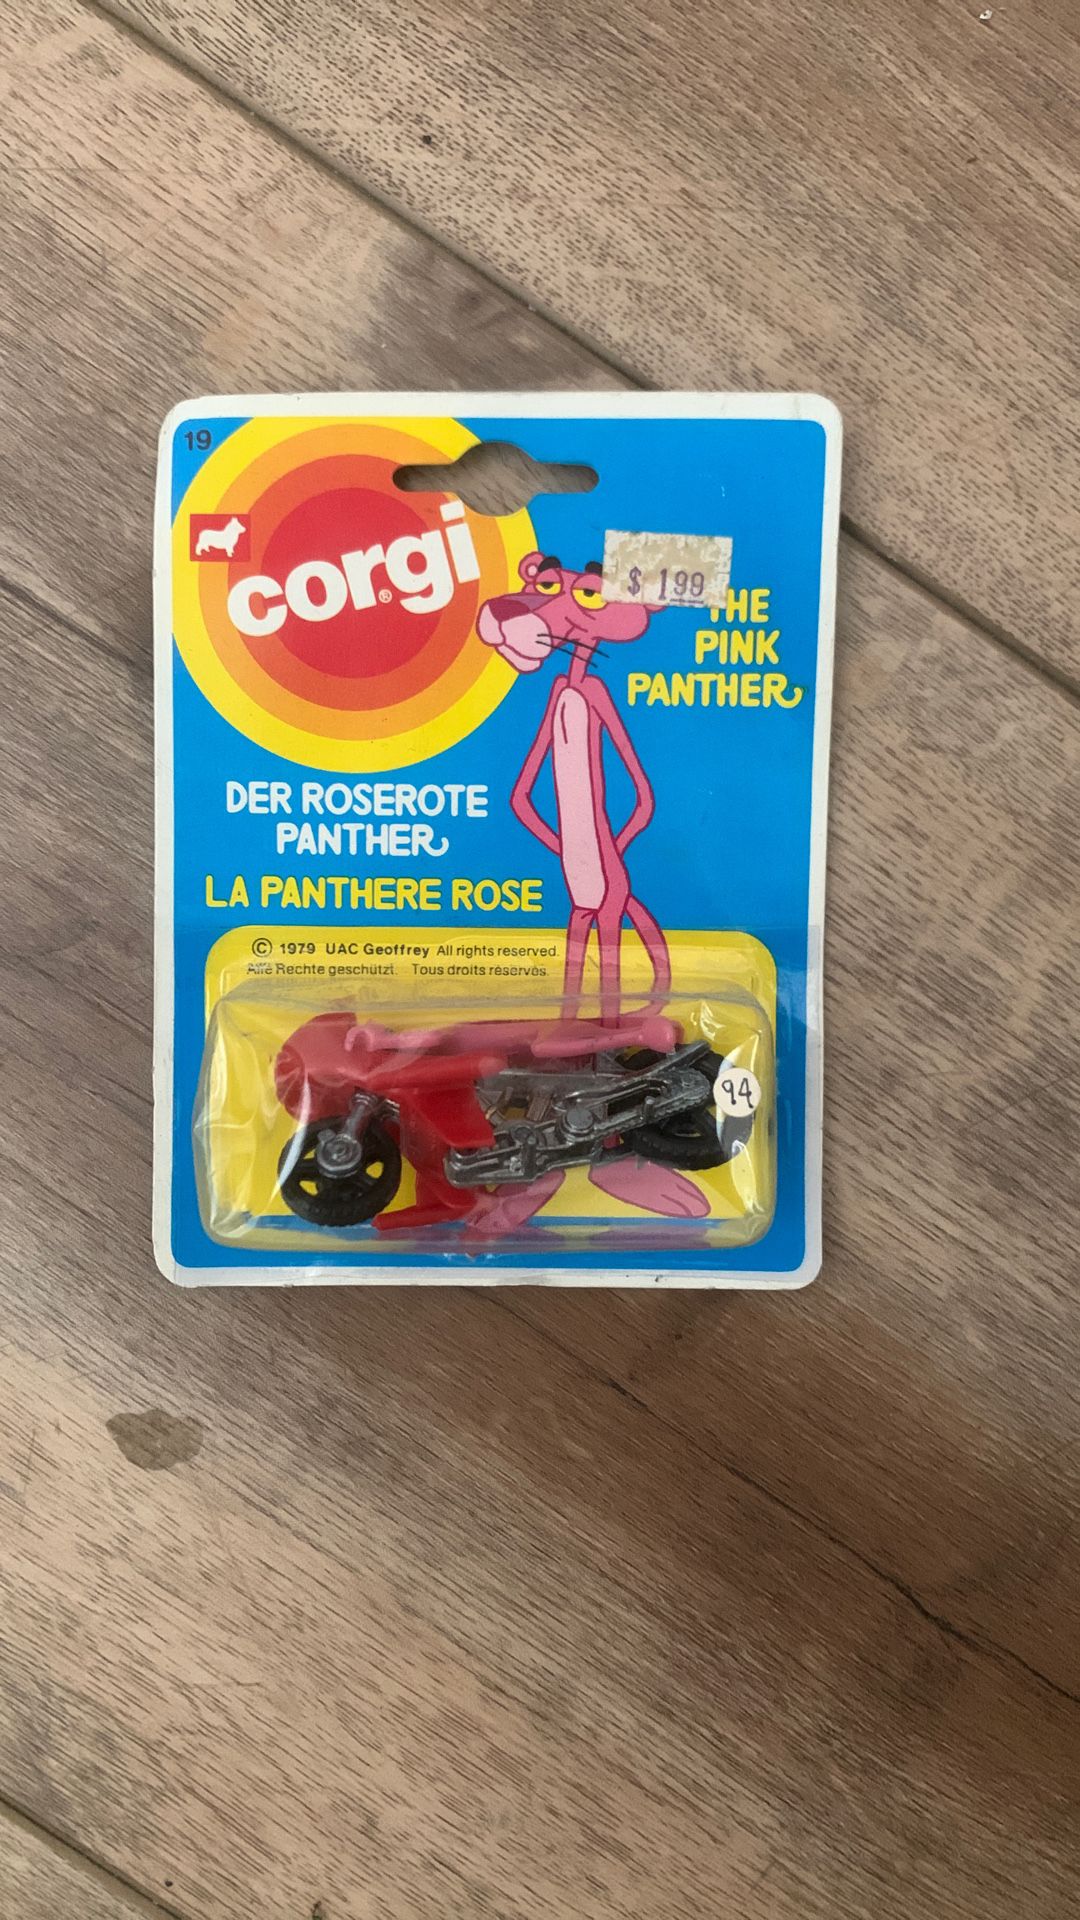 19
corgi®
$ 1.99
THE
PINK
PANTHER
DER ROSEROTE
PANTHER
LA PANTHERE ROSE
© 1979 UAC Geoffrey All rights reserved.
Alle Rechte geschützt. Tous droits réservés.
94